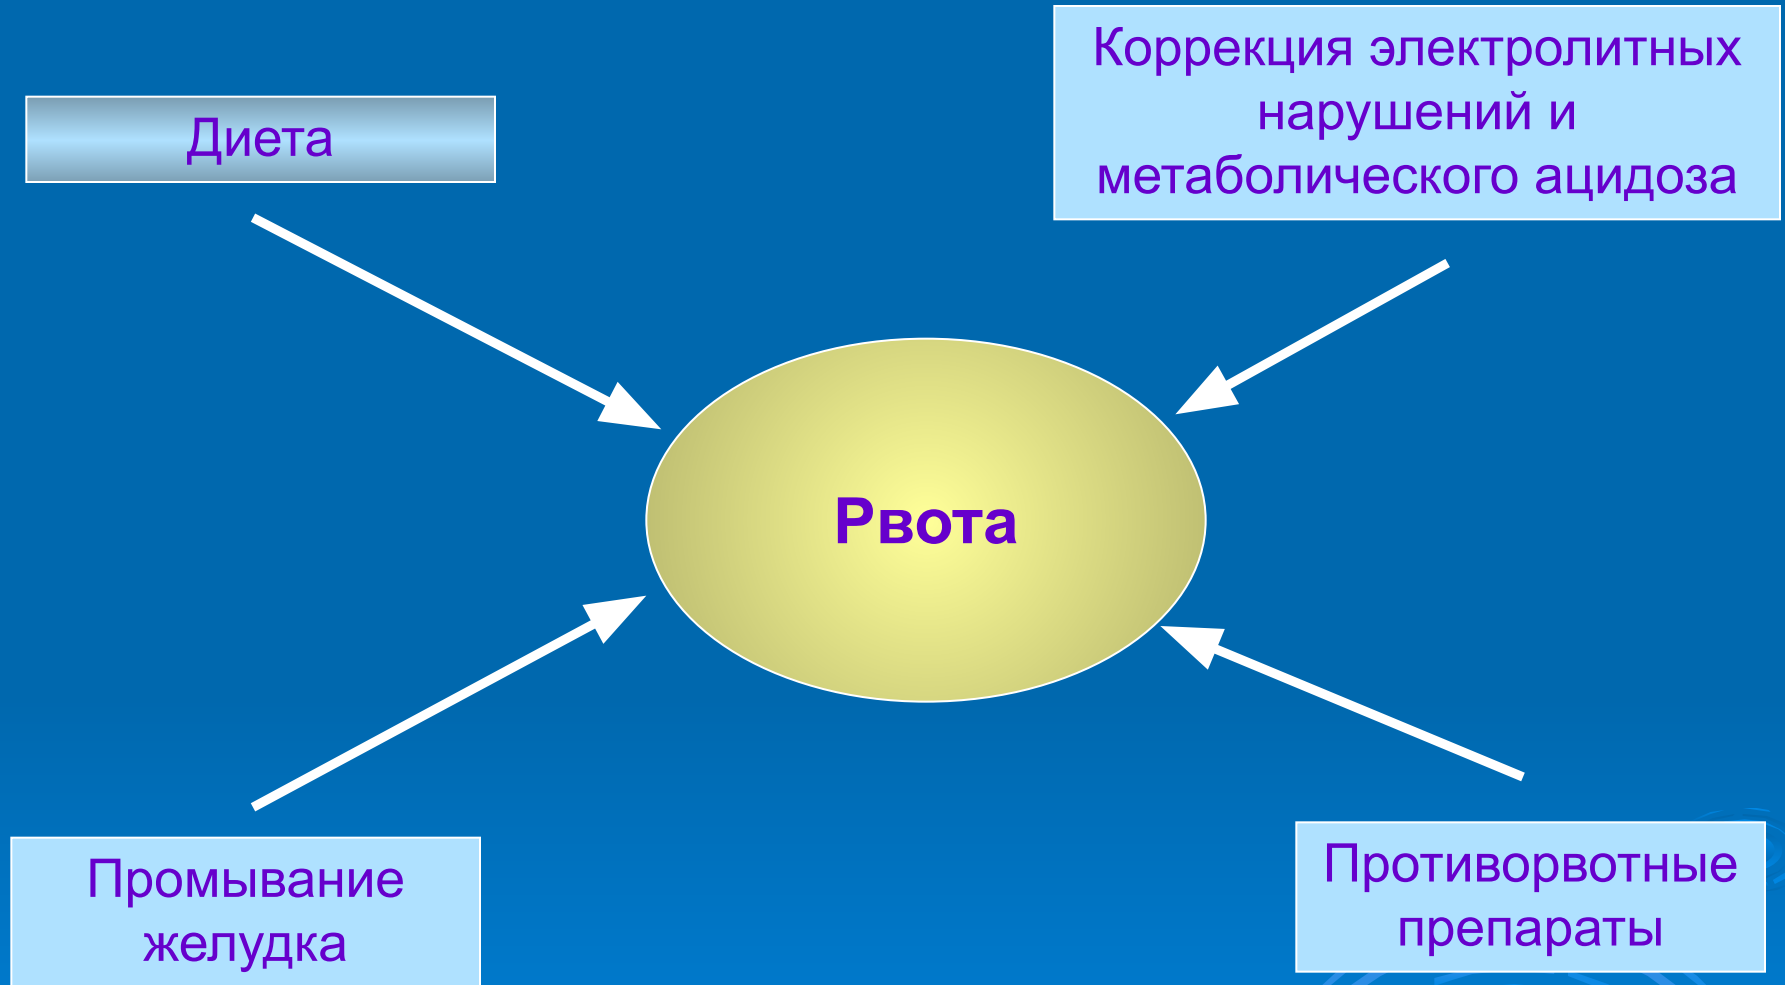 Диета
Коррекция электролитных
нарушений и
метаболического ацидоза
Рвота
Промывание
желудка
Противорвотные
препараты